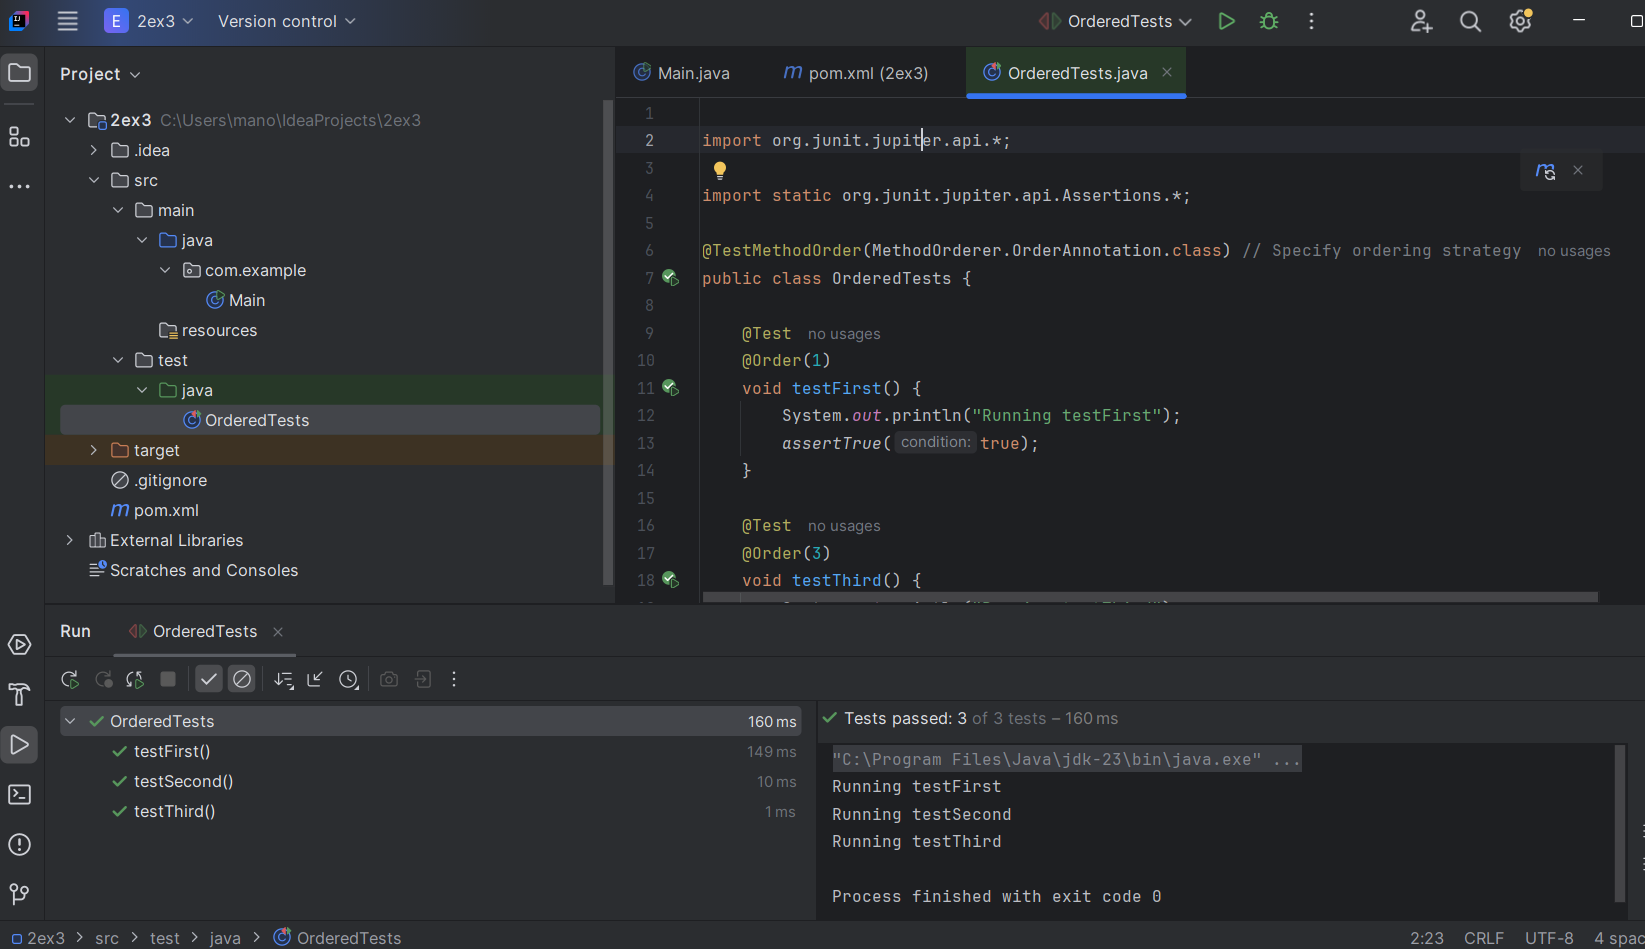 E 2ex3 Version control OrderedTests
Project
2ex3 C:\Users\mano\IdeaProjects\2ex3
.idea
src
main
java
com.example
Main
resources
test
java
OrderedTests
target
.gitignore
pom.xml
External Libraries
Scratches and Consoles
Main.java pom.xml (2ex3) OrderedTests.java
1
2 import org.junit.jupiter.api.*;
3
4 import static org.junit.jupiter.api.Assertions.*;
5
6 @TestMethodOrder(MethodOrderer.OrderAnnotation.class) // Specify ordering strategy no usages
7 public class OrderedTests {
8
9 @Test no usages
10 @Order(1)
11 void testFirst() {
12 System.out.println("Running testFirst");
13 assertTrue( condition: true);
14 }
15
16 @Test no usages
17 @Order(3)
18 void testThird() {
Run OrderedTests
OrderedTests 160 ms
testFirst() 149 ms
testSecond() 10 ms
testThird() 1 ms
Tests passed: 3 of 3 tests – 160 ms
"C:\Program Files\Java\jdk-23\bin\java.exe" ...
Running testFirst
Running testSecond
Running testThird
Process finished with exit code 0
2ex3 > src > test > java > OrderedTests
2:23 CRLF UTF-8 4 spac